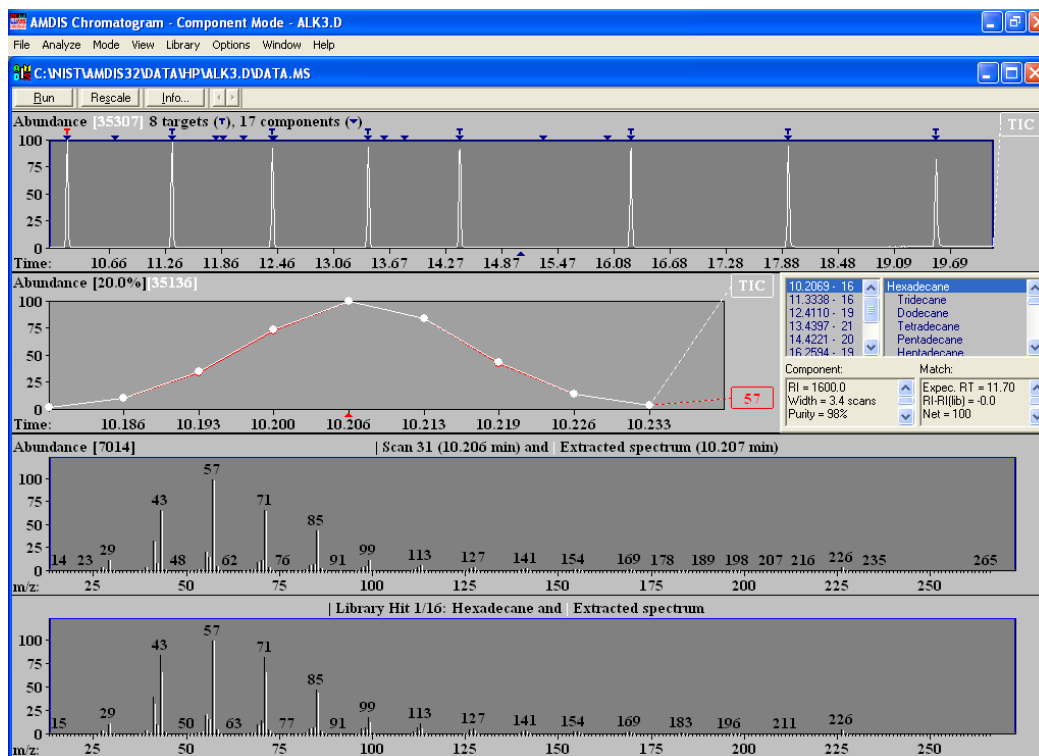 AMDIS Chromatogram - Component Mode - ALK3.D
File Analyze Mode View Library Options Window Help
C:\NIST\AMDIS32\DATA\HP\ALK3.D\DATA.MS
Run Rescale Info...
Abundance [35307] 8 targets (T), 17 components (▾)
TIC
100
75
50
25
0
Time: 10.66 11.26 11.86 12.46 13.06 13.67 14.27 14.87 15.47 16.08 16.68 17.28 17.88 18.48 19.09 19.69
Abundance [20.0%] [35136]
TIC
100
75
50
25
0
57
Time: 10.186 10.193 10.200 10.206 10.213 10.219 10.226 10.233
10.2069 - 16 Hexadecane
11.3338 - 16 Tridecane
12.4110 - 19 Dodecane
13.4397 - 21 Tetradecane
14.4221 - 20 Pentadecane
16.2594 - 19 Heptadecane
Component: Match:
RI = 1600.0 Expec. RT = 11.70
Width = 3.4 scans RI-RI(lib) = -0.0
Purity = 98% Net = 100
Abundance [7014] | Scan 31 (10.206 min) and | Extracted spectrum (10.207 min)
100
75
50
25
0
57
43 71
85
14 23 29 48 62 76 91 99 113 127 141 154 169 178 189 198 207 216 226 235 265
m/z: 25 50 75 100 125 150 175 200 225 250
| Library Hit 1/16: Hexadecane and | Extracted spectrum
100
75
50
25
0
57
43 71
85
15 29 50 63 77 91 99 113 127 141 154 169 183 196 211 226
m/z: 25 50 75 100 125 150 175 200 225 250